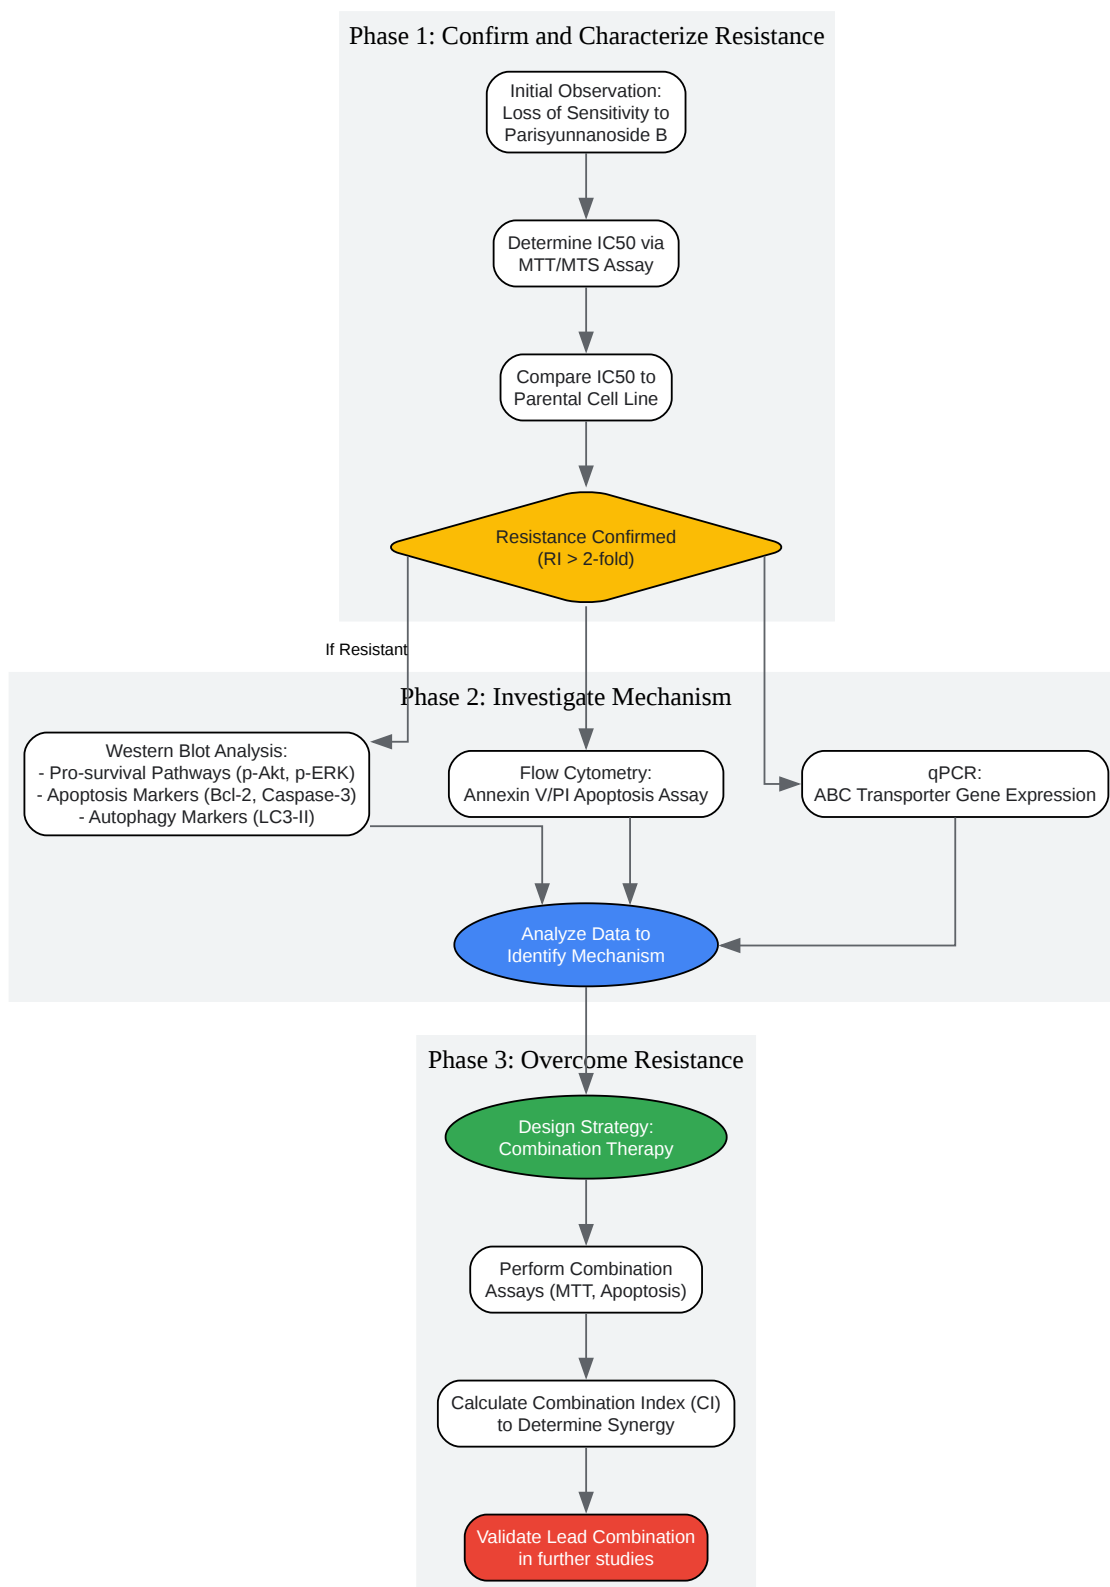 Phase 1: Confirm and Characterize Resistance
Initial Observation:
Loss of Sensitivity to
Parisyunnanoside B
Determine IC50 via
MTT/MTS Assay
Compare IC50 to
Parental Cell Line
Resistance Confirmed
(RI > 2-fold)
If Resistant
Phase 2: Investigate Mechanism
Western Blot Analysis:
- Pro-survival Pathways (p-Akt, p-ERK)
- Apoptosis Markers (Bcl-2, Caspase-3)
- Autophagy Markers (LC3-II)
Flow Cytometry:
Annexin V/PI Apoptosis Assay
qPCR:
ABC Transporter Gene Expression
Analyze Data to
Identify Mechanism
Phase 3: Overcome Resistance
Design Strategy:
Combination Therapy
Perform Combination
Assays (MTT, Apoptosis)
Calculate Combination Index (CI)
to Determine Synergy
Validate Lead Combination
in further studies